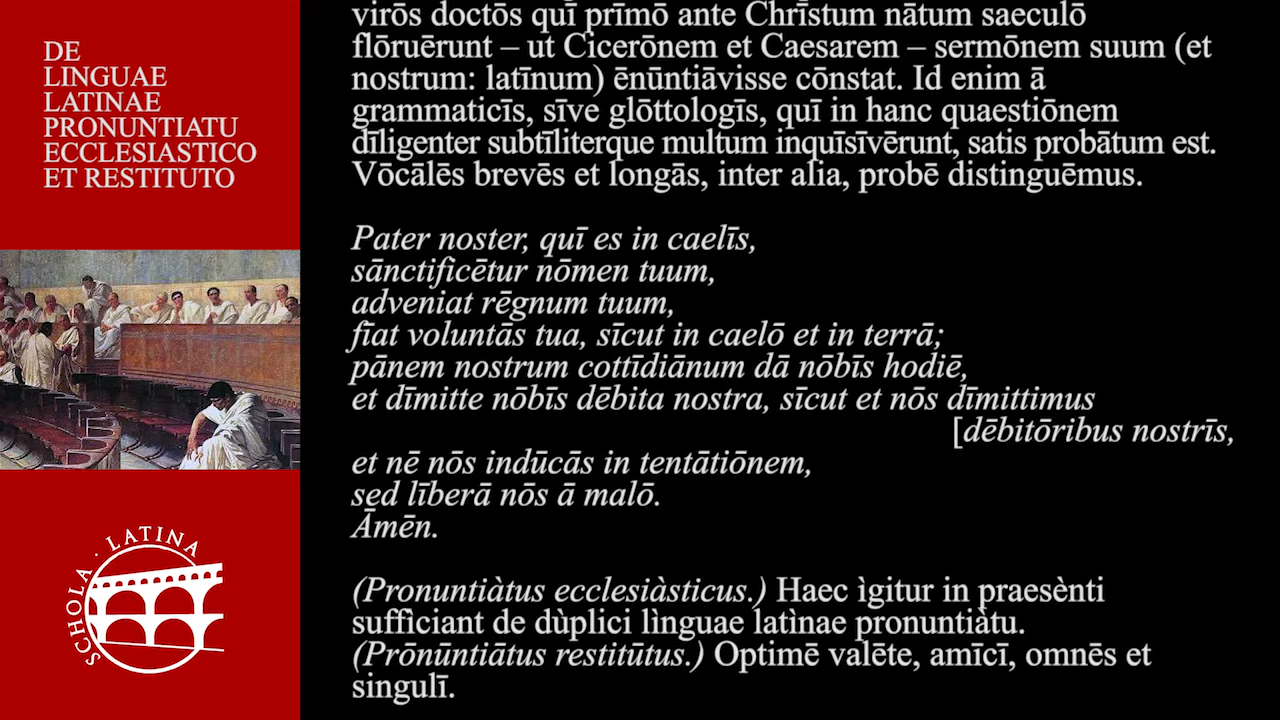 DE
LINGUAE
LATINAE
PRONUNTIATU
ECCLESIASTICO
ET RESTITUTO
SCHOLA · LATINA
virōs doctōs quī prīmō ante Chrīstum nātum saeculō
flōruērunt – ut Cicerōnem et Caesarem – sermōnem suum (et
nostrum: latīnum) ēnūntiāvisse cōnstat. Id enim ā
grammaticīs, sīve glōttologīs, quī in hanc quaestiōnem
dīligenter subtīliterque multum inquīsīvērunt, satis probātum est.
Vōcālēs brevēs et longās, inter alia, probē distinguēmus.
Pater noster, quī es in caelīs,
sānctificētur nōmen tuum,
adveniat rēgnum tuum,
fīat voluntās tua, sīcut in caelō et in terrā;
pānem nostrum cottīdiānum dā nōbīs hodiē,
et dīmitte nōbīs dēbita nostra, sīcut et nōs dīmittimus
[dēbitōribus nostrīs,
et nē nōs indūcās in tentātiōnem,
sed līberā nōs ā malō.
Āmēn.
(Pronuntiàtus ecclesiàsticus.) Haec ìgitur in praesènti
sufficiant de dùplici lìnguae latìnae pronuntiàtu.
(Prōnūntiātus restitūtus.) Optimē valēte, amīcī, omnēs et
singulī.